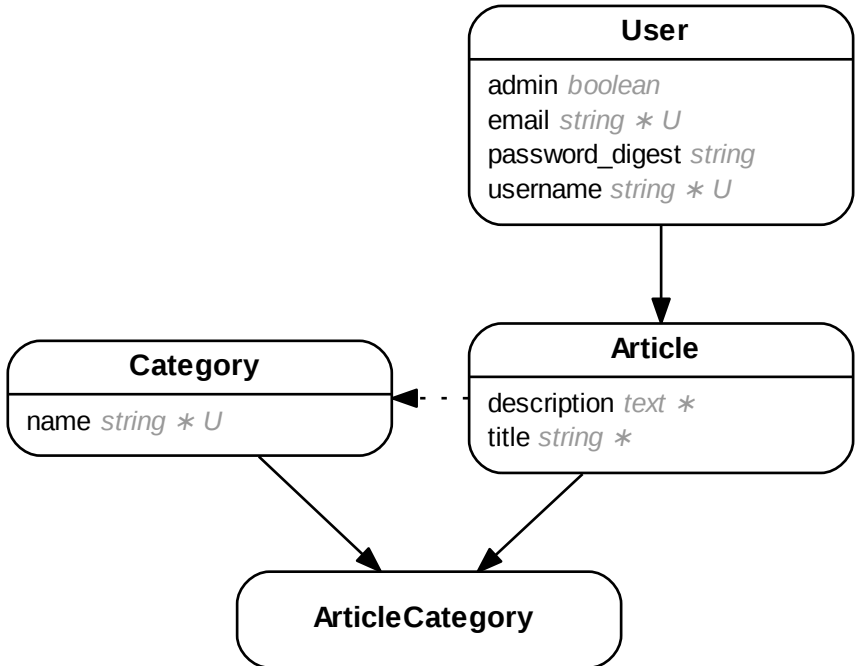 User
admin boolean
email string ∗ U
password_digest string
username string ∗ U
Category
name string ∗ U
Article
description text ∗
title string ∗
ArticleCategory